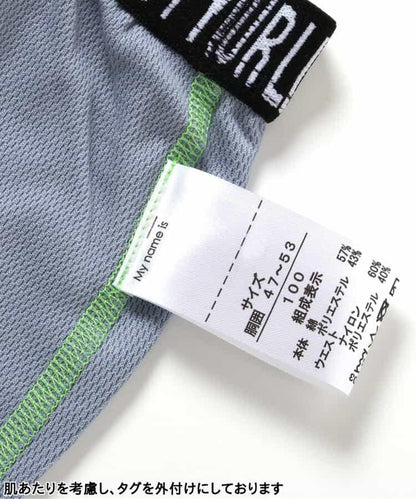 URL
My name is
サイズ
胴囲 47～53
100
組成表示
本体 綿 57%
ポリエステル 43%
ウエスト ナイロン 60%
ポリエステル 40%
肌あたりを考慮し、タグを外付けにしております